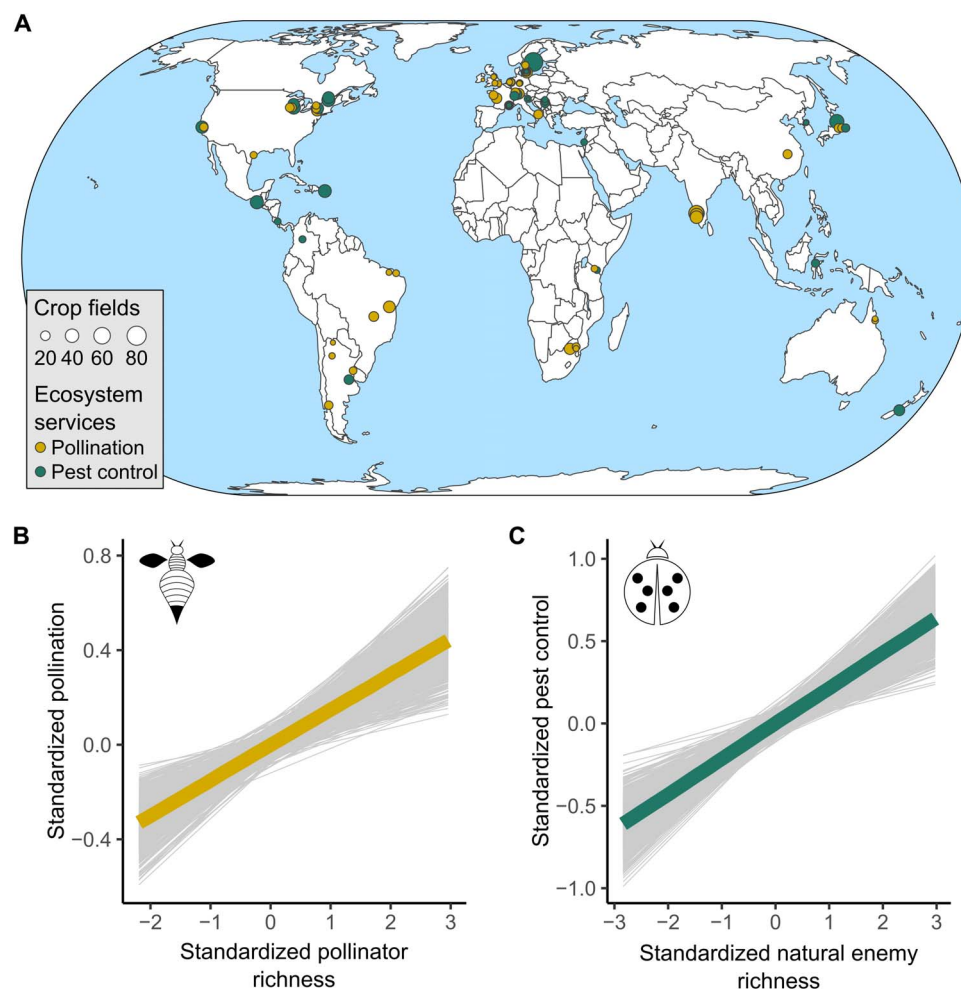 A
Crop fields
20 40 60 80
Ecosystem
services
Pollination
Pest control
B
0.8
0.4
0.0
−0.4
Standardized pollination
−2 −1 0 1 2 3
Standardized pollinator
richness
C
1.0
0.5
0.0
−0.5
−1.0
Standardized pest control
−3 −2 −1 0 1 2 3
Standardized natural enemy
richness